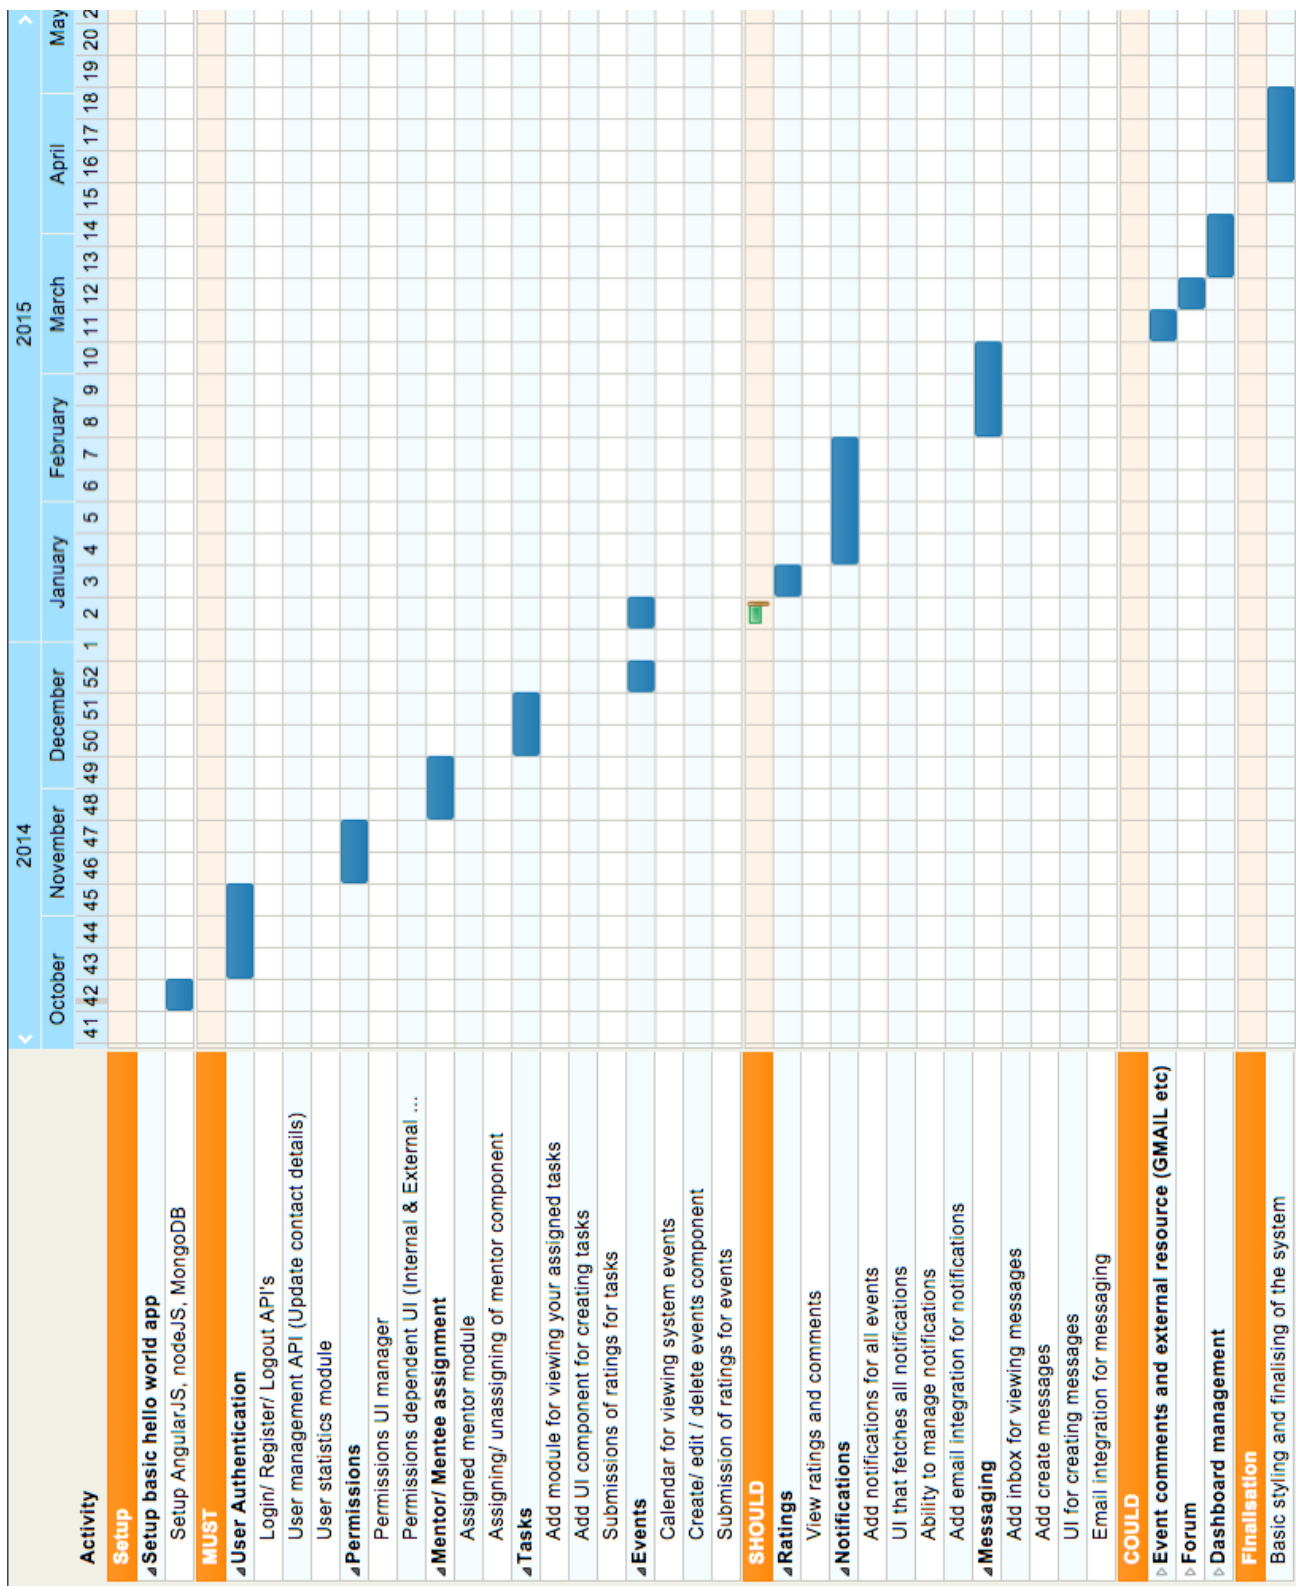 2014 2015
October November December January February March April May
Activity 41 42 43 44 45 46 47 48 49 50 51 52 1 2 3 4 5 6 7 8 9 10 11 12 13 14 15 16 17 18 19 20 2
Setup
Setup basic hello world app
Setup AngularJS, nodeJS, MongoDB
MUST
User Authentication
Login/ Register/ Logout API's
User management API (Update contact details)
User statistics module
Permissions
Permissions UI manager
Permissions dependent UI (Internal & External ...
Mentor/ Mentee assignment
Assigned mentor module
Assigning/ unassigning of mentor component
Tasks
Add module for viewing your assigned tasks
Add UI component for creating tasks
Submissions of ratings for tasks
Events
Calendar for viewing system events
Create/ edit / delete events component
Submission of ratings for events
SHOULD
Ratings
View ratings and comments
Notifications
Add notifications for all events
UI that fetches all notifications
Ability to manage notifications
Add email integration for notifications
Messaging
Add inbox for viewing messages
Add create messages
UI for creating messages
Email integration for messaging
COULD
Event comments and external resource (GMAIL etc)
Forum
Dashboard management
FInalisation
Basic styling and finalising of the system